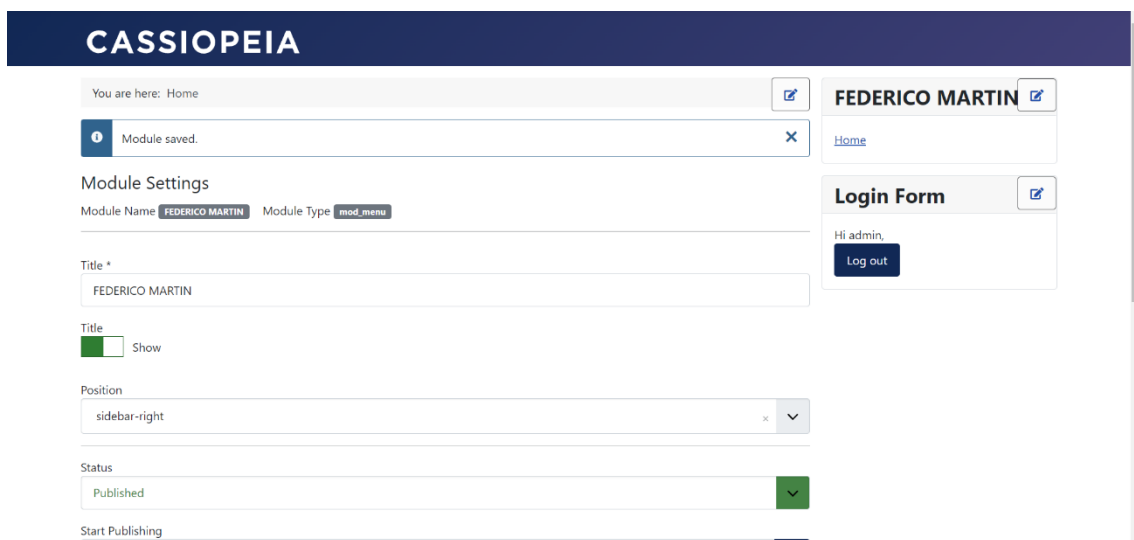 CASSIOPEIA
You are here: Home
Module saved.
Module Settings
Module Name FEDERICO MARTIN Module Type mod_menu
Title *
FEDERICO MARTIN
Title
Show
Position
sidebar-right
Status
Published
Start Publishing
FEDERICO MARTIN
Home
Login Form
Hi admin,
Log out